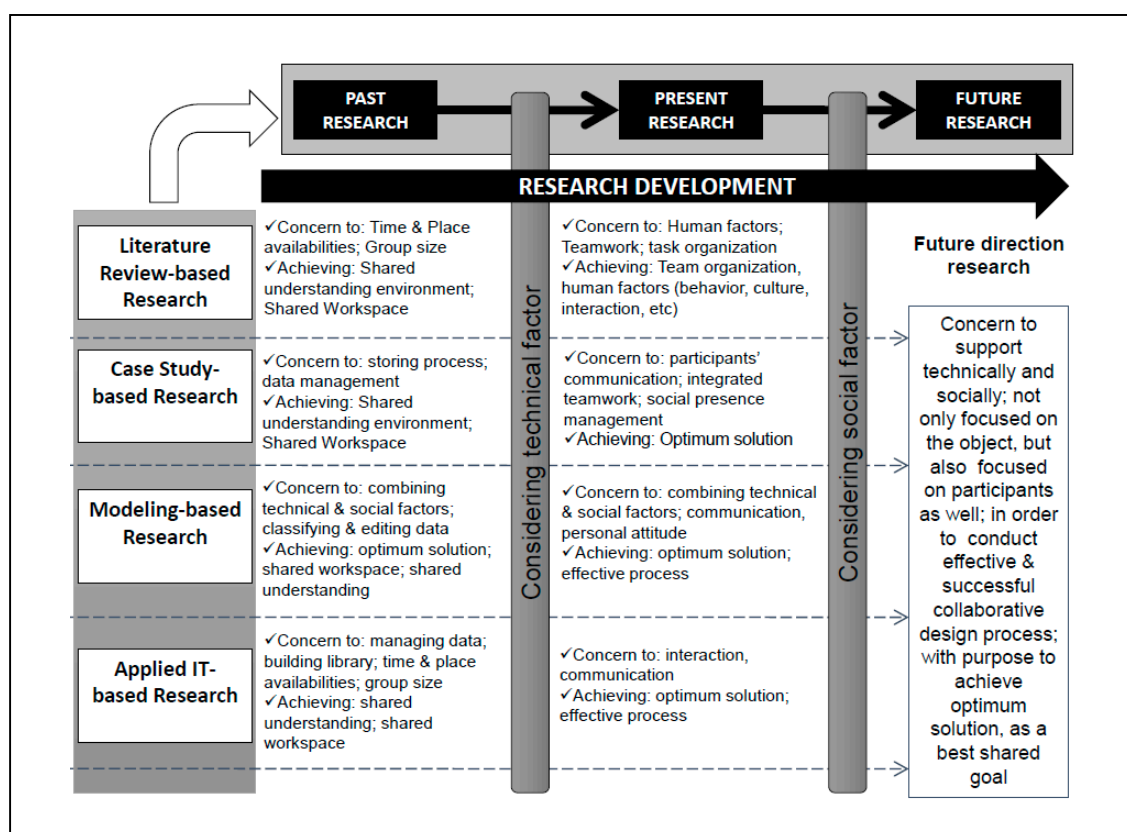 PAST
RESEARCH
PRESENT
RESEARCH
FUTURE
RESEARCH
RESEARCH DEVELOPMENT
Literature
Review-based
Research
✓Concern to: Time & Place
availabilities; Group size
✓Achieving: Shared
understanding environment;
Shared Workspace
✓Concern to: Human factors;
Teamwork; task organization
✓Achieving: Team organization,
human factors (behavior, culture,
interaction, etc)
Case Study-
based Research
✓Concern to: storing process;
data management
✓Achieving: Shared
understanding environment;
Shared Workspace
✓Concern to: participants’
communication; integrated
teamwork; social presence
management
✓Achieving: Optimum solution
Modeling-based
Research
✓Concern to: combining
technical & social factors;
classifying & editing data
✓Achieving: optimum solution;
shared workspace; shared
understanding
✓Concern to: combining technical
& social factors; communication,
personal attitude
✓Achieving: optimum solution;
effective process
Applied IT-
based Research
✓Concern to: managing data;
building library; time & place
availabilities; group size
✓Achieving: shared
understanding; shared
workspace
✓Concern to: interaction,
communication
✓Achieving: optimum solution;
effective process
Considering technical factor
Considering social factor
Future direction
research
Concern to
support
technically and
socially; not
only focused on
the object, but
also focused
on participants
as well; in order
to conduct
effective &
successful
collaborative
design process;
with purpose to
achieve
optimum
solution, as a
best shared
goal